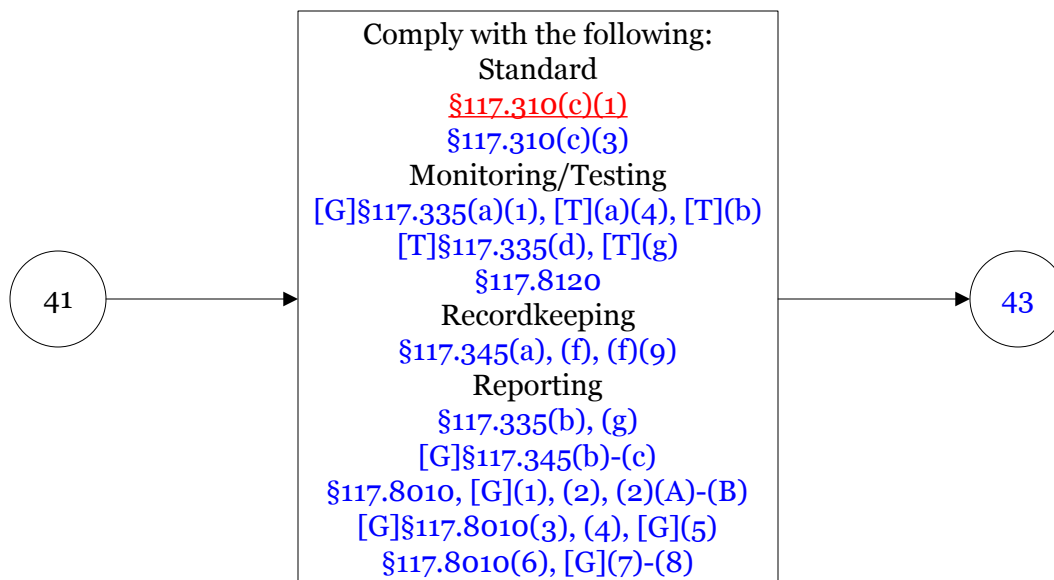 Comply with the following:
Standard
§117.310(c)(1)
§117.310(c)(3)
Monitoring/Testing
[G]§117.335(a)(1), [T](a)(4), [T](b)
[T]§117.335(d), [T](g)
§117.8120
Recordkeeping
§117.345(a), (f), (f)(9)
Reporting
§117.335(b), (g)
[G]§117.345(b)-(c)
§117.8010, [G](1), (2), (2)(A)-(B)
[G]§117.8010(3), (4), [G](5)
§117.8010(6), [G](7)-(8)
41
43